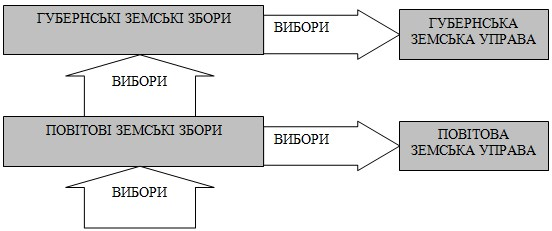 ГУБЕРНСЬКІ ЗЕМСЬКІ ЗБОРИ
ВИБОРИ
ГУБЕРНСЬКА
ЗЕМСЬКА УПРАВА
ВИБОРИ
ПОВІТОВІ ЗЕМСЬКІ ЗБОРИ
ВИБОРИ
ПОВІТОВА
ЗЕМСЬКА УПРАВА
ВИБОРИ